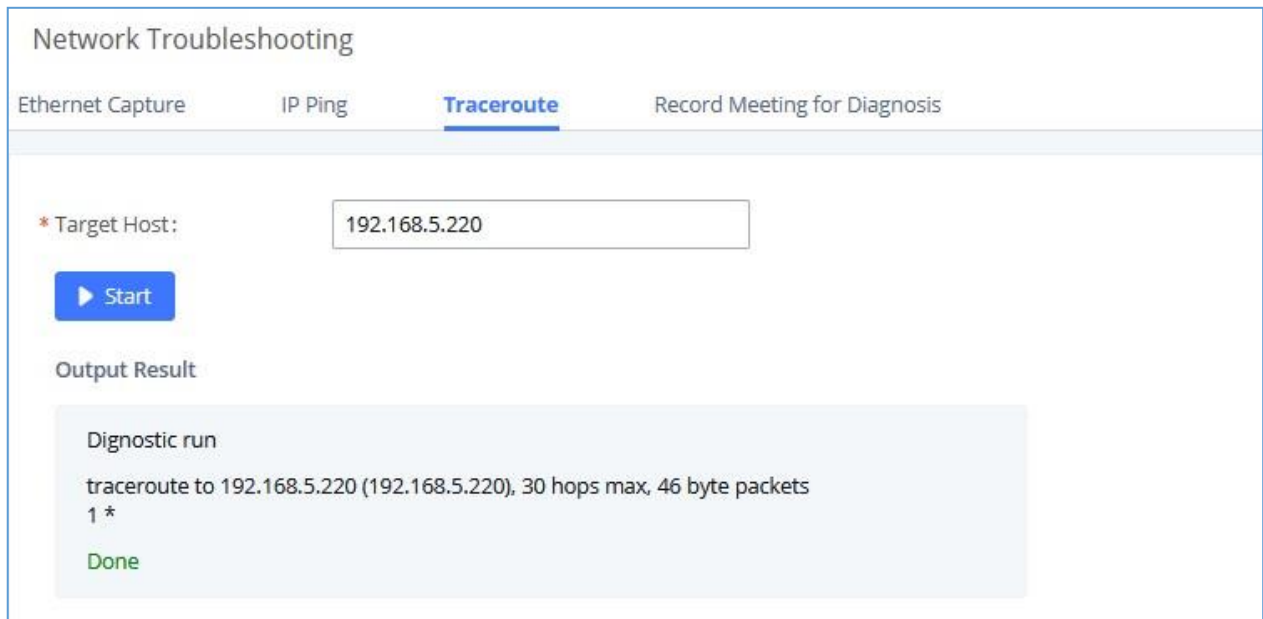 Network Troubleshooting
Ethernet Capture IP Ping Traceroute Record Meeting for Diagnosis
* Target Host: 192.168.5.220
Start
Output Result
Dignostic run
traceroute to 192.168.5.220 (192.168.5.220), 30 hops max, 46 byte packets
1 *
Done